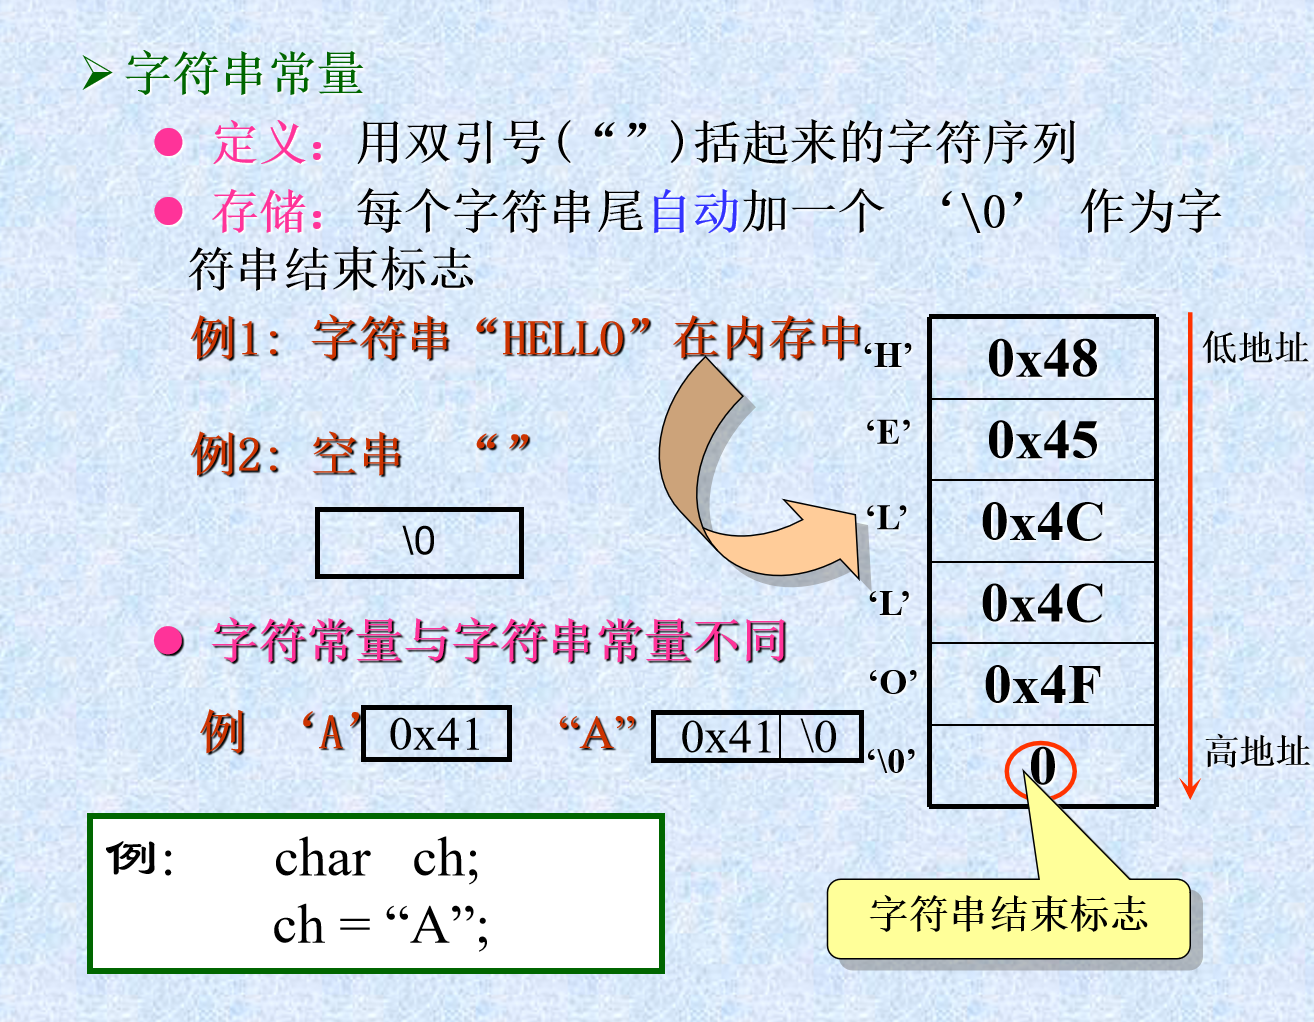 字符串常量
定义：用双引号(“”)括起来的字符序列
存储：每个字符串尾自动加一个 ‘\0’ 作为字
符串结束标志
例1：字符串“HELLO”在内存中
例2：空串 “”
\0
字符常量与字符串常量不同
例 ‘A’ 0x41 “A” 0x41 \0
例： char ch;
ch = “A”;
‘H’ 0x48
‘E’ 0x45
‘L’ 0x4C
‘L’ 0x4C
‘O’ 0x4F
‘\0’ 0
低地址
高地址
字符串结束标志